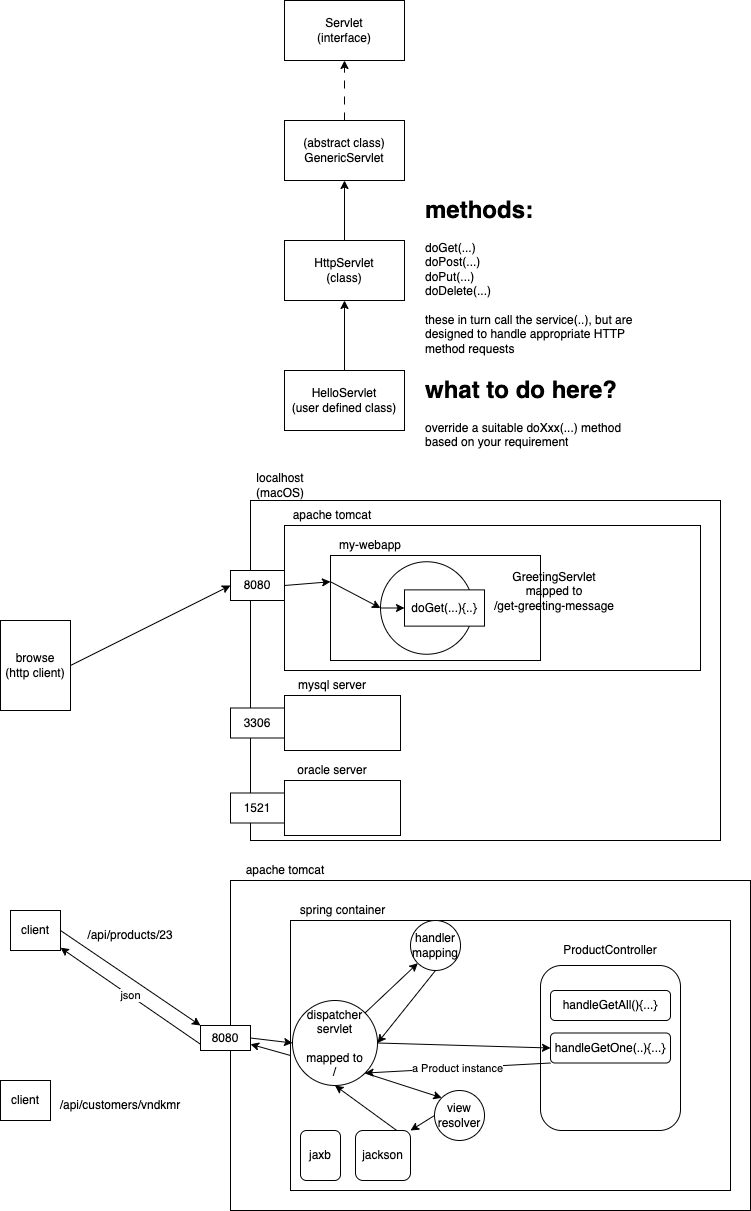 Servlet
(interface)
(abstract class)
GenericServlet
methods:
doGet(...)
doPost(...)
doPut(...)
doDelete(...)
HttpServlet
(class)
these in turn call the service(..), but are
designed to handle appropriate HTTP
method requests
HelloServlet
(user defined class)
what to do here?
override a suitable doXxx(...) method
based on your requirement
localhost
(macOS)
apache tomcat
my-webapp
8080
doGet(...){..}
GreetingServlet
mapped to
/get-greeting-message
browse
(http client)
mysql server
3306
oracle server
1521
apache tomcat
spring container
client
/api/products/23
json
8080
handler
mapping
ProductController
handleGetAll(){...}
handleGetOne(..){...}
dispatcher
servlet
mapped to
/
a Product instance
view
resolver
jaxb
jackson
client
/api/customers/vndkmr